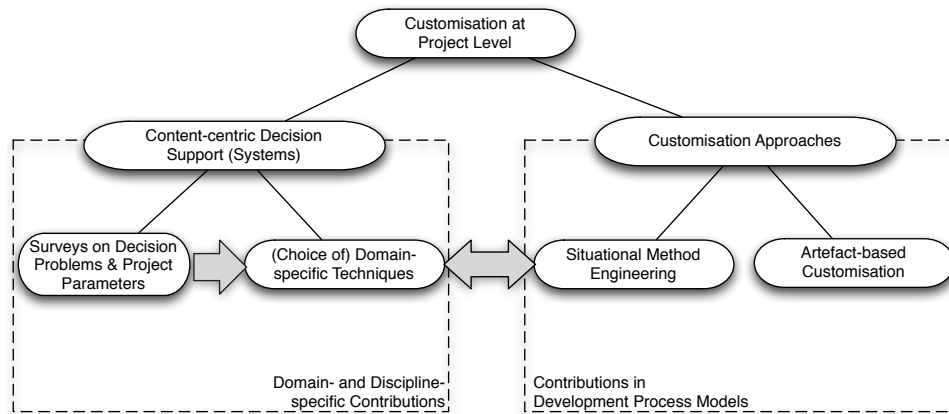 Customisation at
Project Level
Content-centric Decision
Support (Systems)
Customisation Approaches
Surveys on Decision
Problems & Project
Parameters
(Choice of) Domain-
specific Techniques
Situational Method
Engineering
Artefact-based
Customisation
Domain- and Discipline-
specific Contributions
Contributions in
Development Process Models